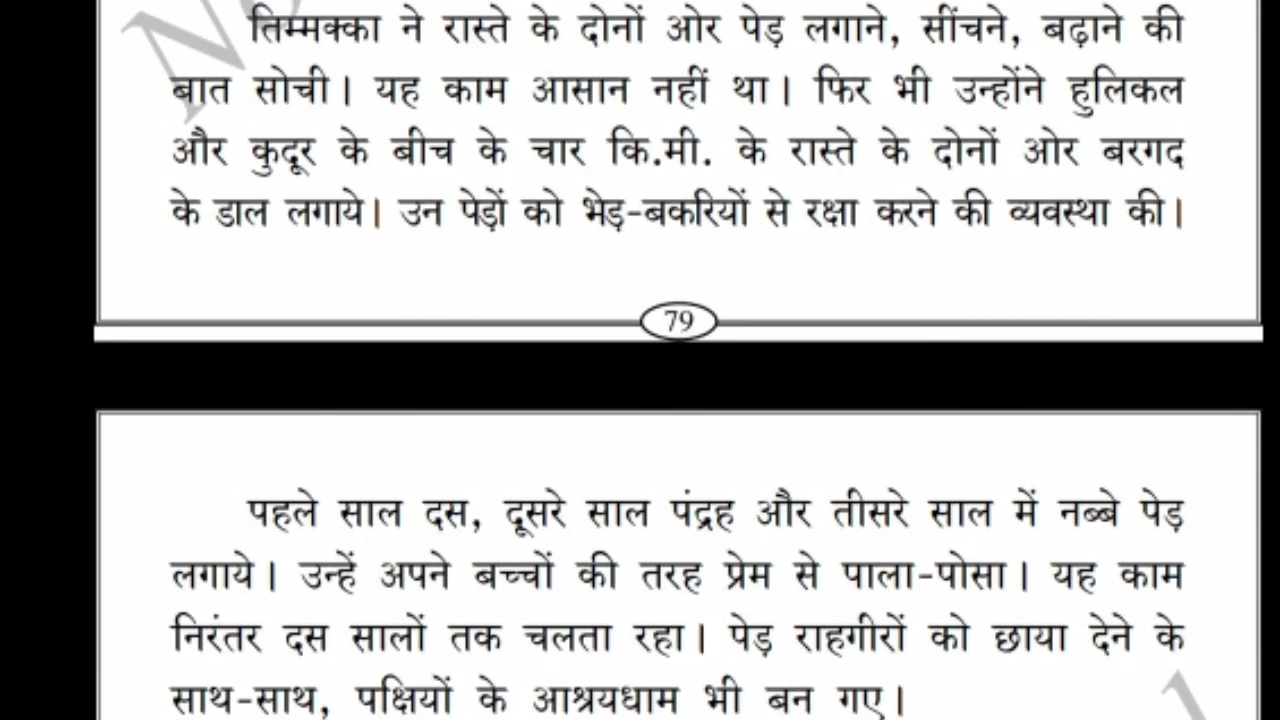 तिम्मक्का ने रास्ते के दोनों ओर पेड़ लगाने, सींचने, बढ़ाने की
बात सोची। यह काम आसान नहीं था। फिर भी उन्होंने हुलिकल
और कुदूर के बीच के चार कि.मी. के रास्ते के दोनों ओर बरगद
के डाल लगाये। उन पेड़ों को भेड़-बकरियों से रक्षा करने की व्यवस्था की।
79
पहले साल दस, दूसरे साल पंद्रह और तीसरे साल में नब्बे पेड़
लगाये। उन्हें अपने बच्चों की तरह प्रेम से पाला-पोसा। यह काम
निरंतर दस सालों तक चलता रहा। पेड़ राहगीरों को छाया देने के
साथ-साथ, पक्षियों के आश्रयधाम भी बन गए।